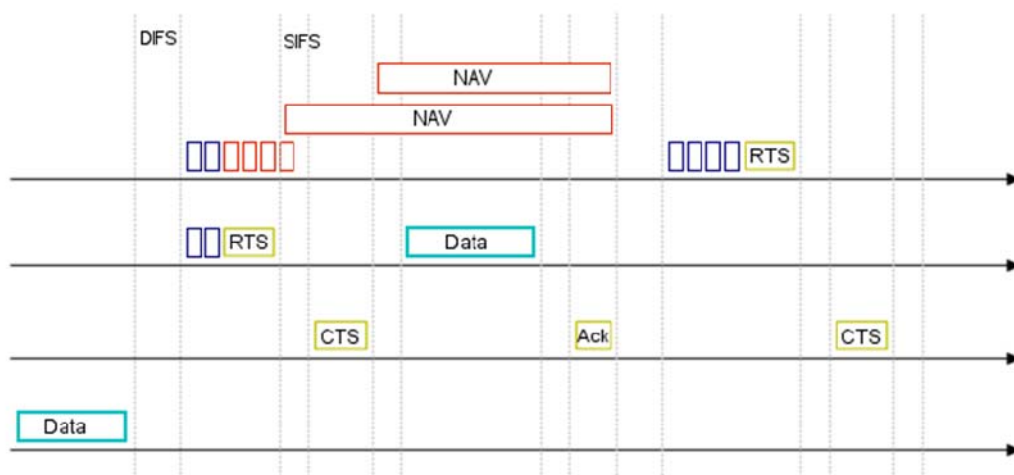 DIFS SIFS
NAV
NAV
RTS
RTS Data
CTS Ack CTS
Data